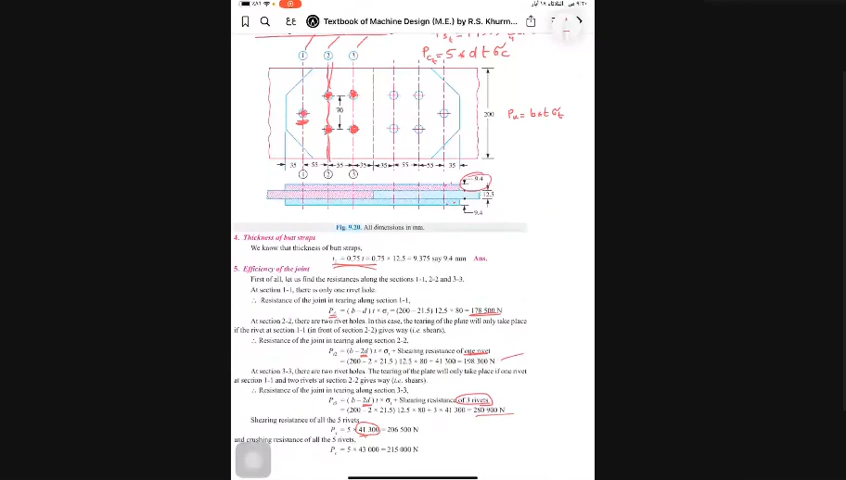 Textbook of Machine Design (M.E.) by R.S. Khurm...
Pct = 5 * d t σc
1 2 3
30
200
Pu = b * t σt
35 55 55 35 35 55 55 35
1 2 3
9.4
12.5
9.4
Fig. 9.20. All dimensions in mm.
4. Thickness of butt straps
We know that thickness of butt straps,
t1 = 0.75 t = 0.75 × 12.5 = 9.375 say 9.4 mm Ans.
5. Efficiency of the joint
First of all, let us find the resistances along the sections 1-1, 2-2 and 3-3.
At section 1-1, there is only one rivet hole.
∴ Resistance of the joint in tearing along section 1-1,
Pt1 = (b – d) t × σt = (200 – 21.5) 12.5 × 80 = 178 500 N
At section 2-2, there are two rivet holes. In this case, the tearing of the plate will only take place
if the rivet at section 1-1 (in front of section 2-2) gives way (i.e. shears).
∴ Resistance of the joint in tearing along section 2-2,
Pt2 = (b – 2d) t × σt + Shearing resistance of one rivet
= (200 – 2 × 21.5) 12.5 × 80 + 41 300 = 198 300 N
At section 3-3, there are two rivet holes. The tearing of the plate will only take place if one rivet
at section 1-1 and two rivets at section 2-2 gives way (i.e. shears).
∴ Resistance of the joint in tearing along section 3-3,
Pt3 = (b – 2d) t × σt + Shearing resistance of 3 rivets
= (200 – 2 × 21.5) 12.5 × 80 + 3 × 41 300 = 280 900 N
Shearing resistance of all the 5 rivets
Ps = 5 × 41 300 = 206 500 N
and crushing resistance of all the 5 rivets,
Pc = 5 × 43 000 = 215 000 N